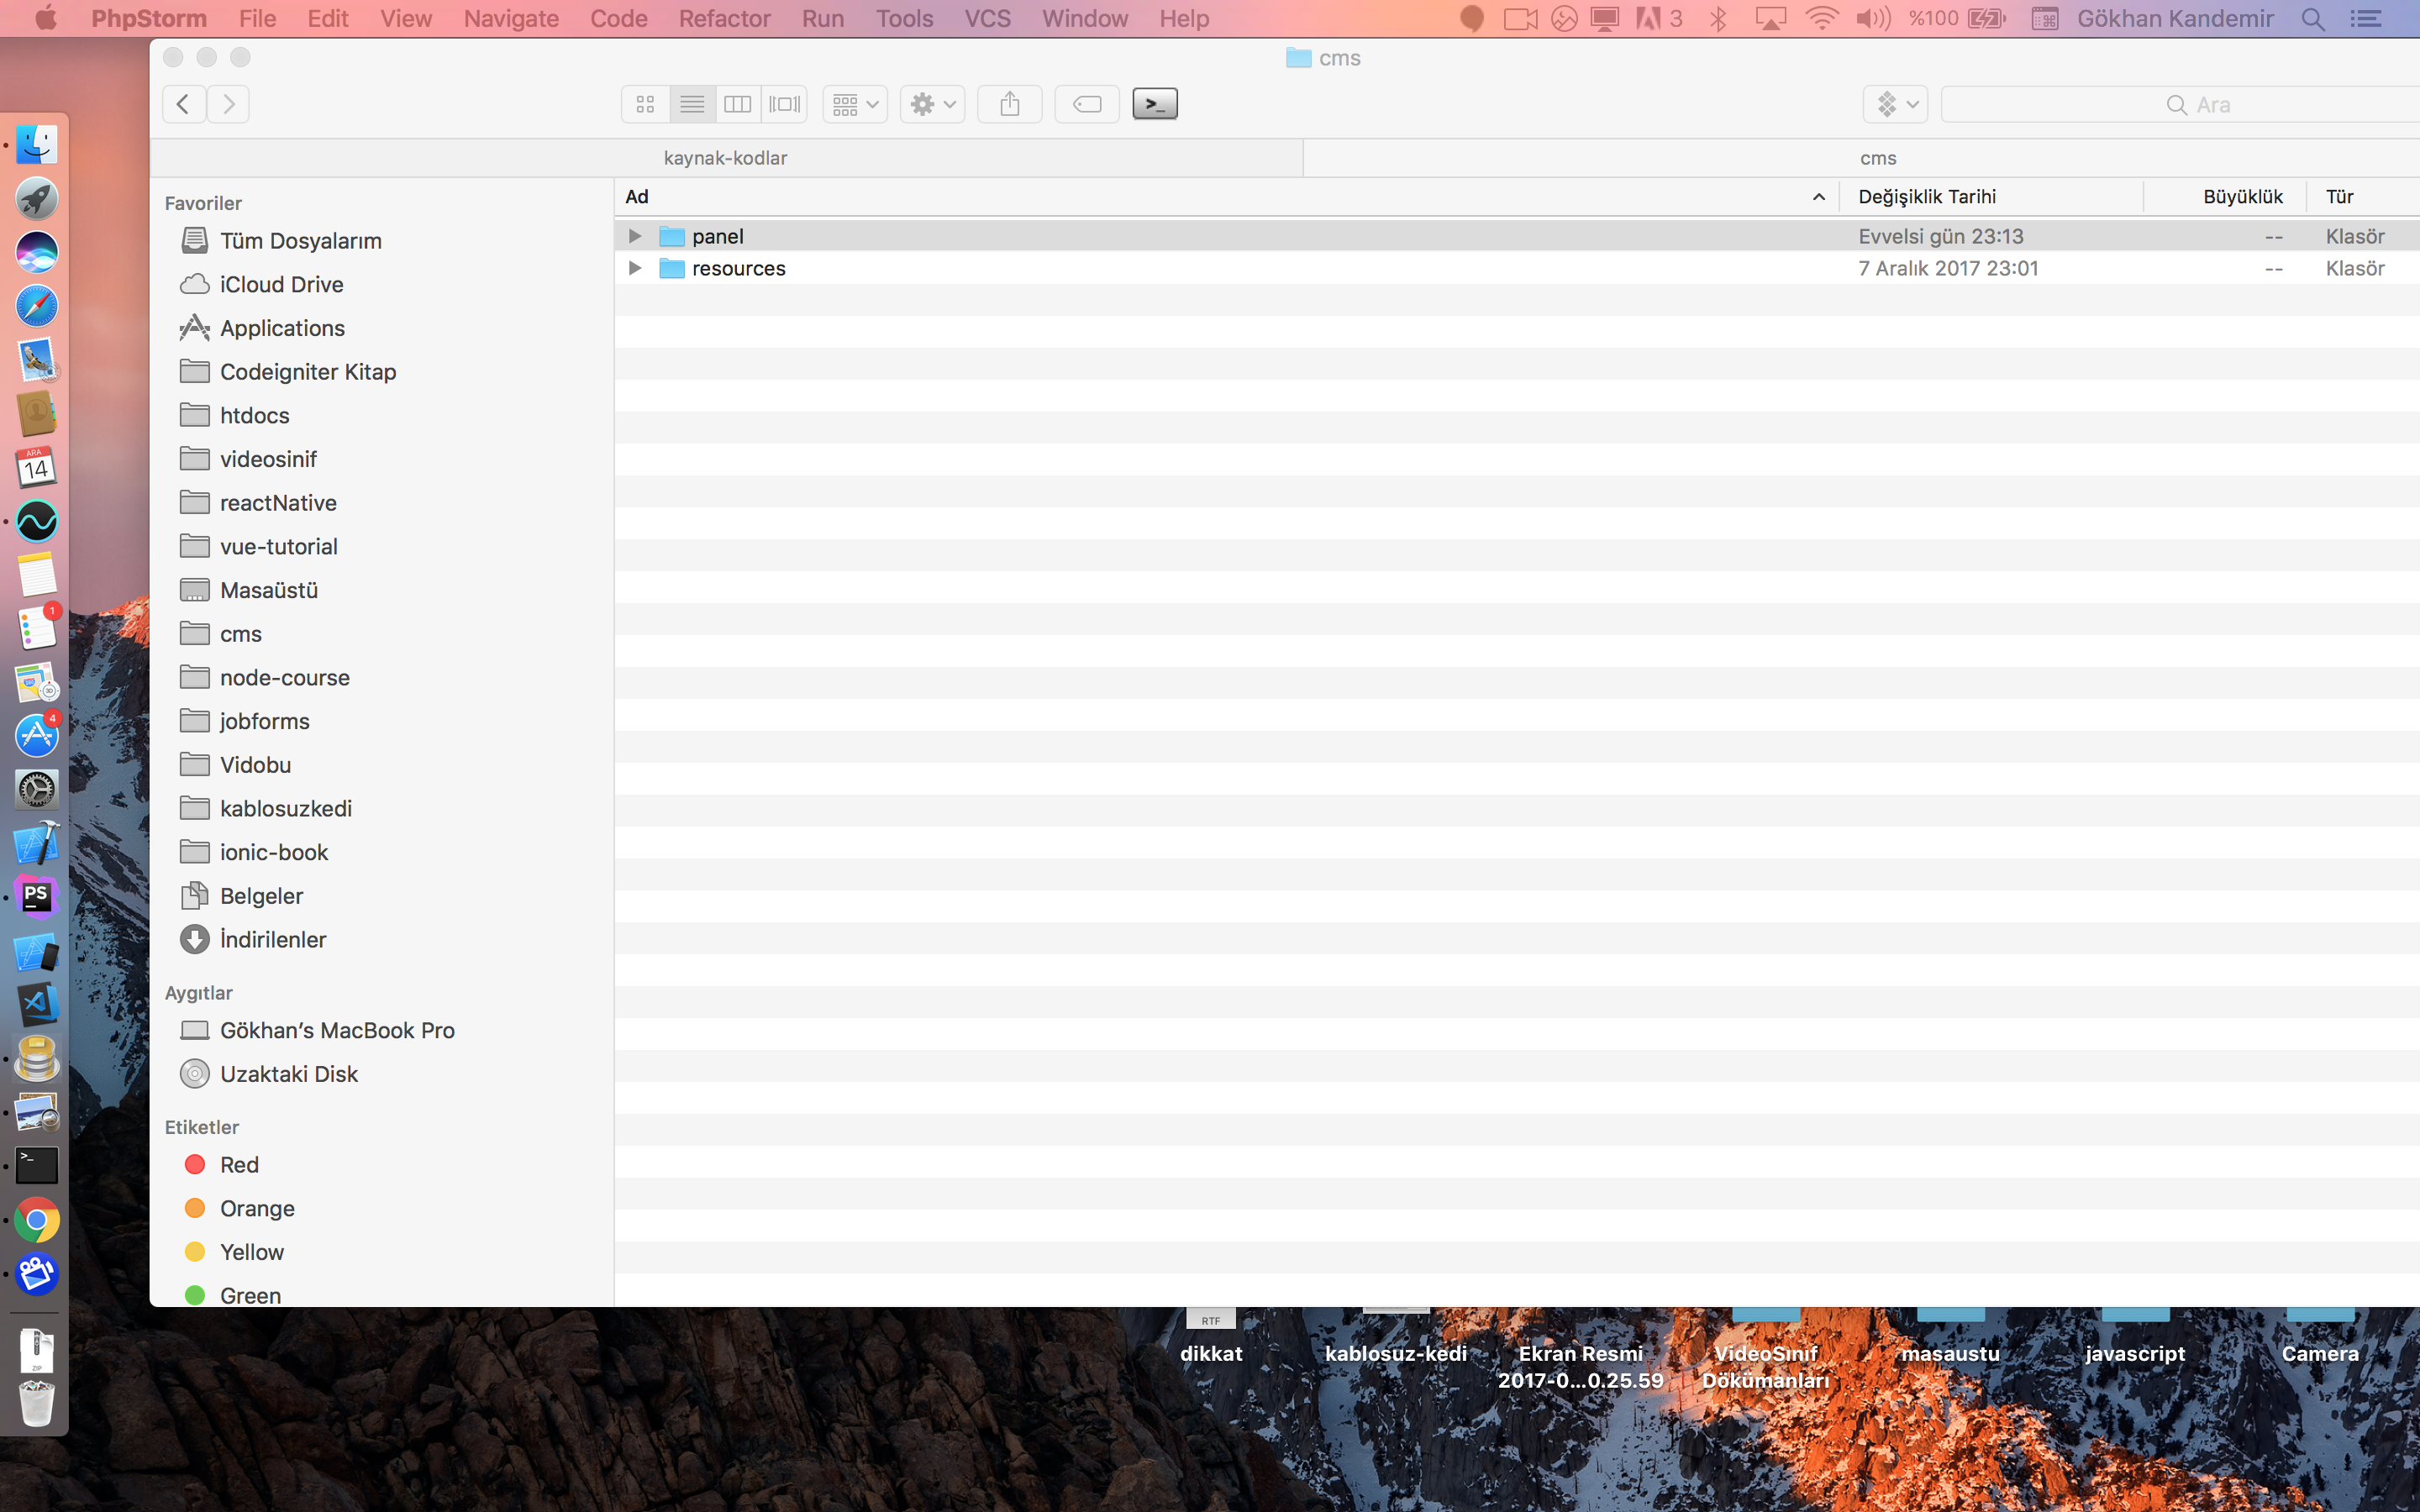 PhpStorm File Edit View Navigate Code Refactor Run Tools VCS Window Help 3 %100 Gökhan Kandemir
cms
>_ Ara
kaynak-kodlar cms
Favoriler
Tüm Dosyalarım
iCloud Drive
Applications
Codeigniter Kitap
htdocs
videosinif
reactNative
vue-tutorial
Masaüstü
cms
node-course
jobforms
Vidobu
kablosuzkedi
ionic-book
Belgeler
İndirilenler
Aygıtlar
Gökhan’s MacBook Pro
Uzaktaki Disk
Etiketler
Red
Orange
Yellow
Green
Ad Değişiklik Tarihi Büyüklük Tür
panel Evvelsi gün 23:13 -- Klasör
resources 7 Aralık 2017 23:01 -- Klasör
ARA
14
1
4
PS
>_
ZIP
RTF
dikkat
kablosuz-kedi
Ekran Resmi
2017-0...0.25.59
VideoSınıf
Dökümanları
masaustu
javascript
Camera